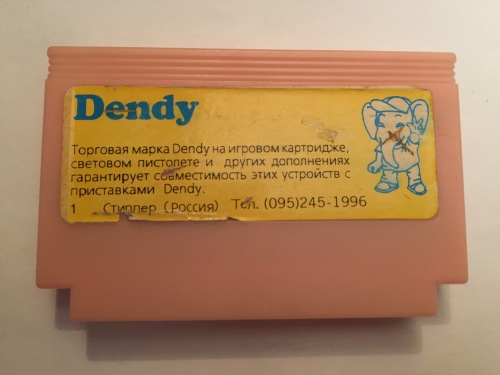 Dendy
Торговая марка Dendy на игровом картридже,
световом пистолете и других дополнениях
гарантирует совместимость этих устройств с
приставками Dendy.
1 Стиплер (Россия) Тел. (095)245-1996